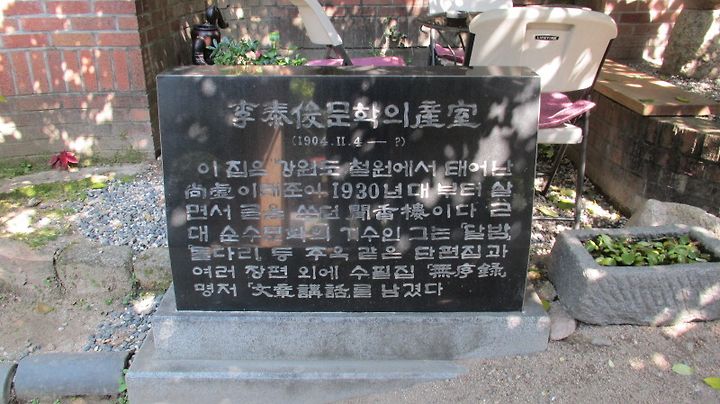 李泰俊문학의産室
(1904.11.4 — ?)
이 집은 강원도 철원에서 태어난
尙虛 이태준이 1930년대 부터 살
면서 글을 쓰던 聞香樓이다 근
대 순수문학의 기수인 그는 「달밤」
「돌다리」 등 주옥 같은 단편집과
여러 장편 외에 수필집 「無序錄」
명저 「文章講話」를 남겼다
LIFETIME